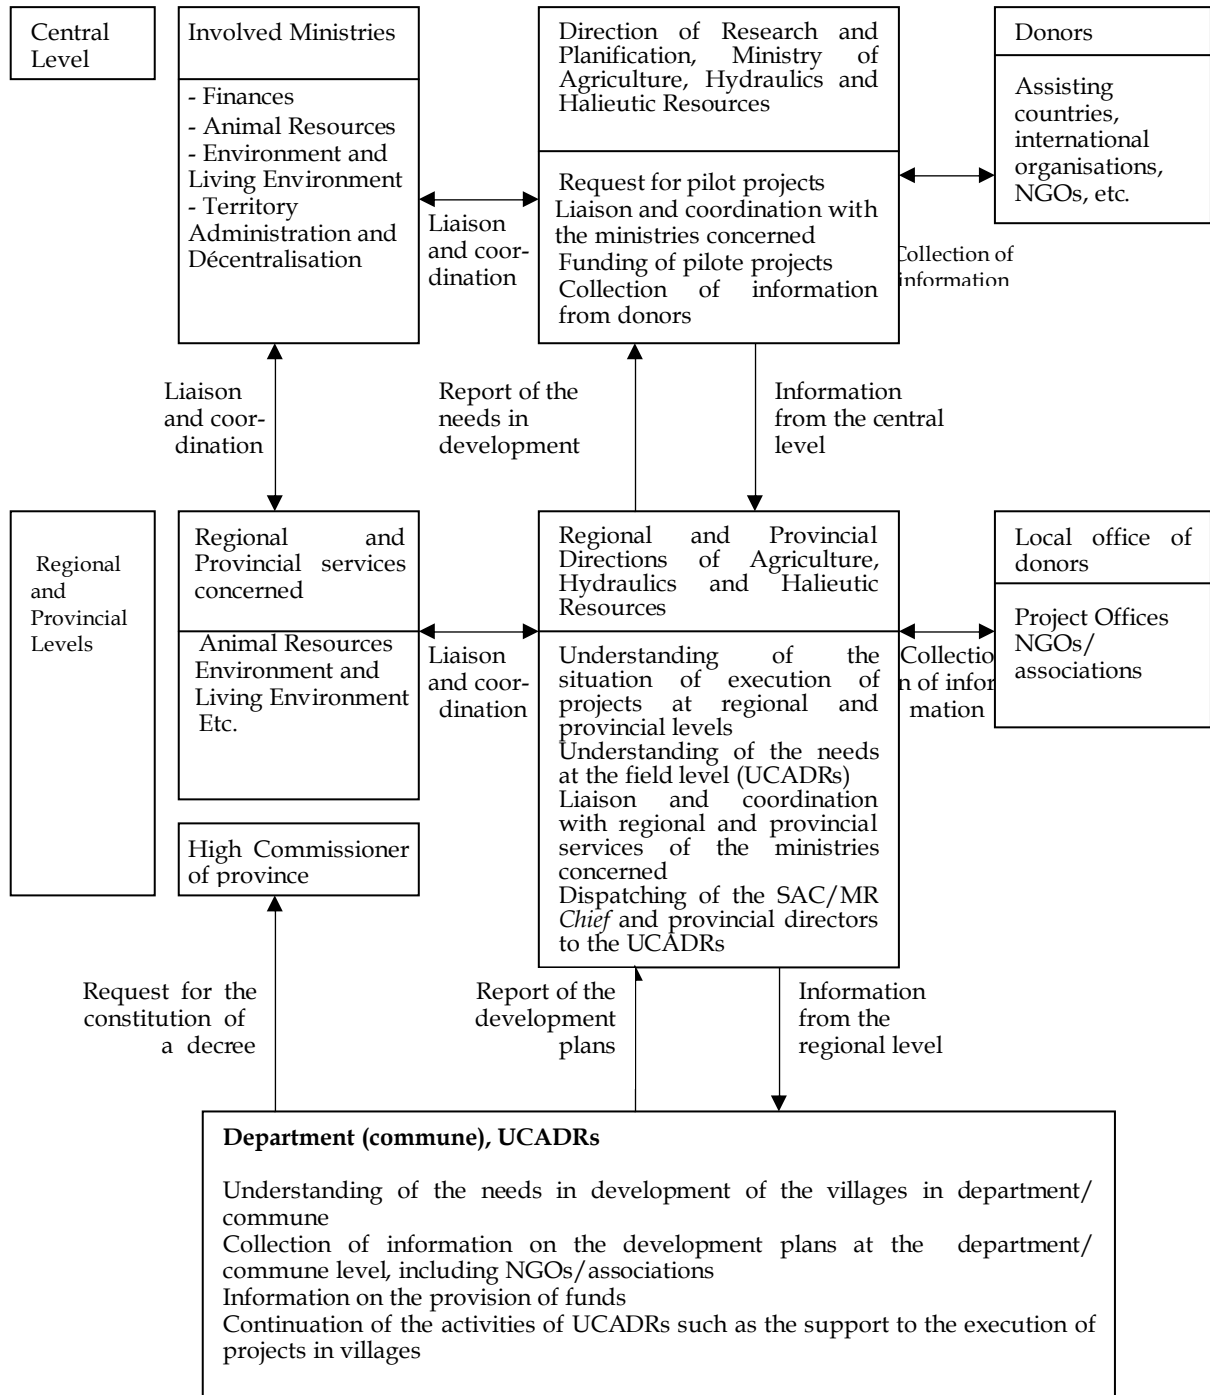 Central
Level
Involved Ministries
- Finances
- Animal Resources
- Environment and
Living Environment
- Territory
Administration and
Décentralisation
Liaison
and coor-
dination
Direction of Research and
Planification, Ministry of
Agriculture, Hydraulics and
Halieutic Resources
Request for pilot projects
Liaison and coordination with
the ministries concerned
Funding of pilote projects
Collection of information
from donors
Collection of
information
Donors
Assisting
countries,
international
organisations,
NGOs, etc.
Liaison
and coor-
dination
Report of the
needs in
development
Information
from the central
level
Regional
and
Provincial
Levels
Regional and
Provincial services
concerned
Animal Resources
Environment and
Living Environment
Etc.
Liaison
and coor-
dination
Regional and Provincial
Directions of Agriculture,
Hydraulics and Halieutic
Resources
Understanding of the
situation of execution of
projects at regional and
provincial levels
Understanding of the needs
at the field level (UCADRs)
Liaison and coordination
with regional and provincial
services of the ministries
concerned
Dispatching of the SAC/MR
Chief and provincial directors
to the UCADRs
Collectio
n of infor
mation
Local office of
donors
Project Offices
NGOs/
associations
High Commissioner
of province
Request for the
constitution of
a decree
Report of the
development
plans
Information
from the
regional level
Department (commune), UCADRs
Understanding of the needs in development of the villages in department/
commune
Collection of information on the development plans at the department/
commune level, including NGOs/associations
Information on the provision of funds
Continuation of the activities of UCADRs such as the support to the execution of
projects in villages